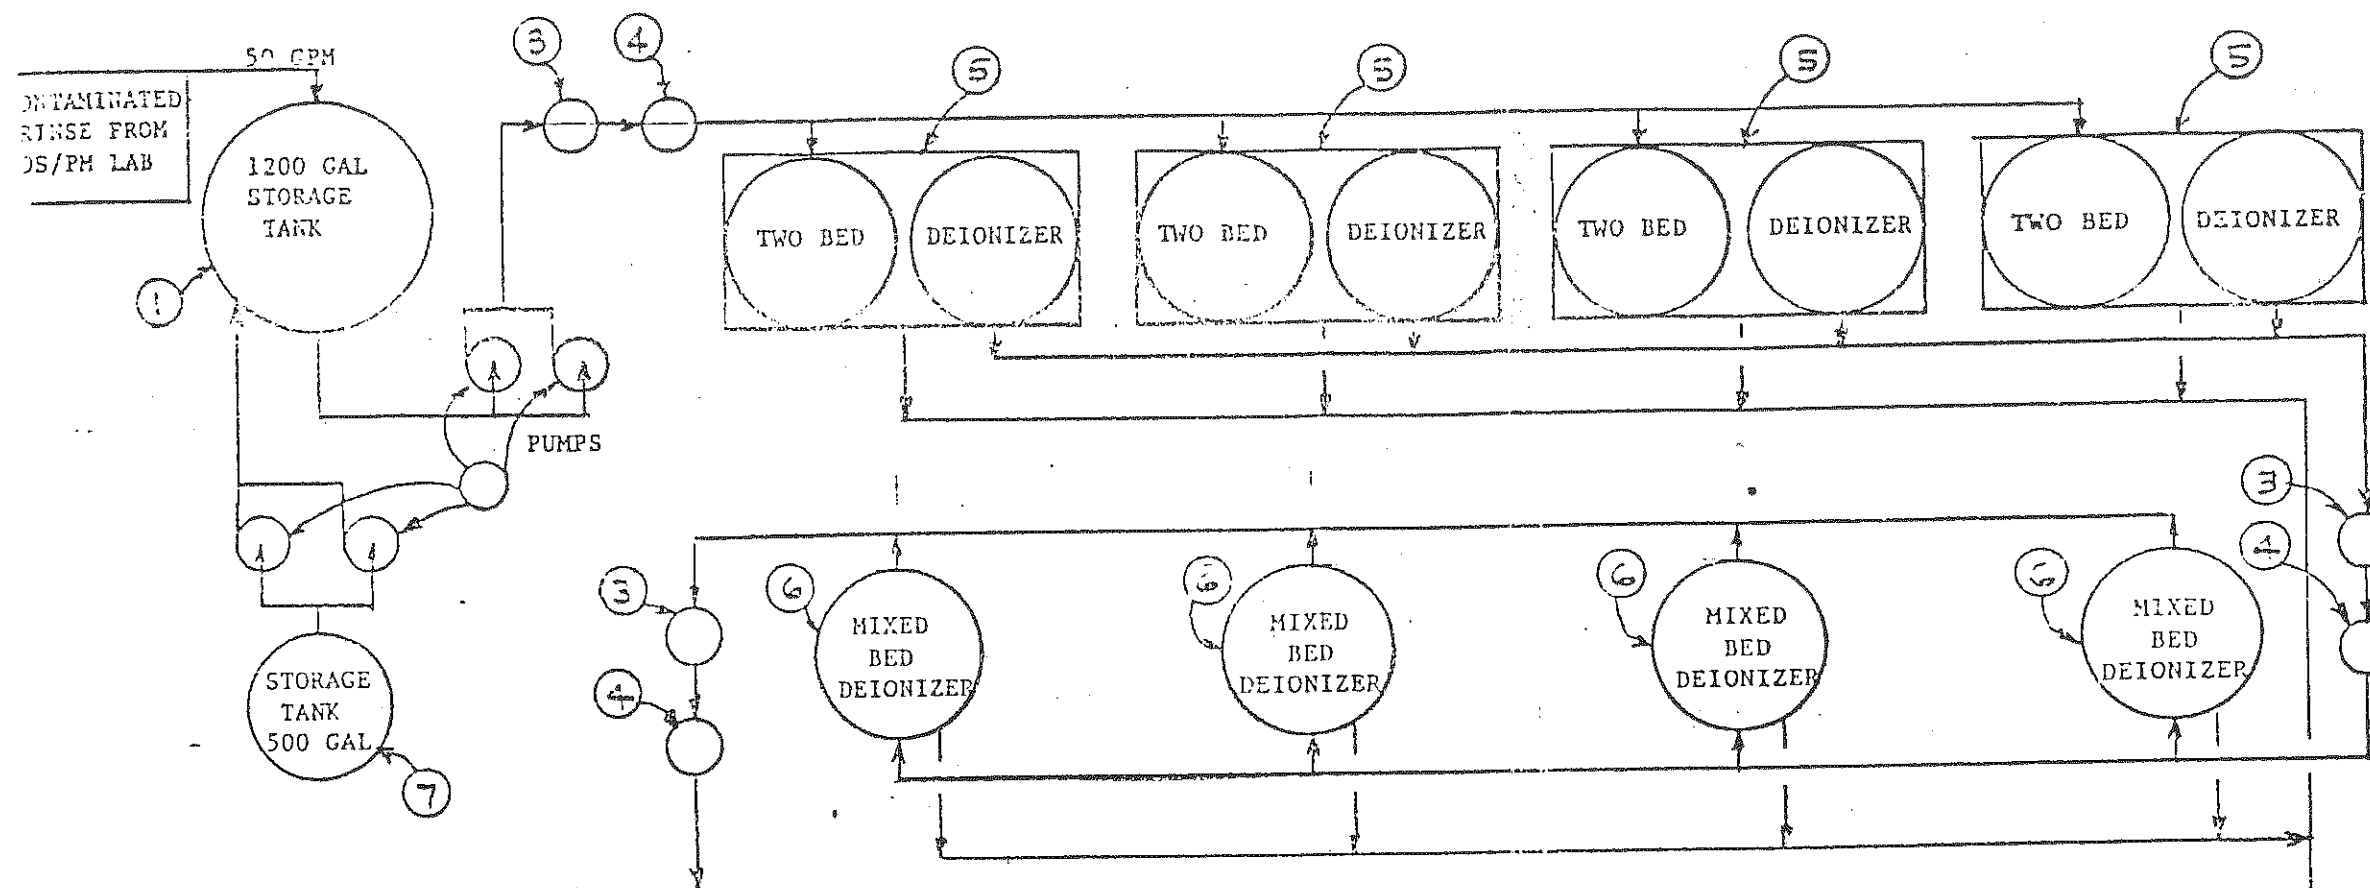 50 GPM
ONTAMINATED
RINSE FROM
OS/PM LAB
1200 GAL
STORAGE
TANK
1
3
4
5
5
5
5
TWO BED
DEIONIZER
TWO BED
DEIONIZER
TWO BED
DEIONIZER
TWO BED
DEIONIZER
PUMPS
3
4
3
4
6
MIXED
BED
DEIONIZER
6
MIXED
BED
DEIONIZER
6
MIXED
BED
DEIONIZER
6
MIXED
BED
DEIONIZER
STORAGE
TANK
500 GAL
7